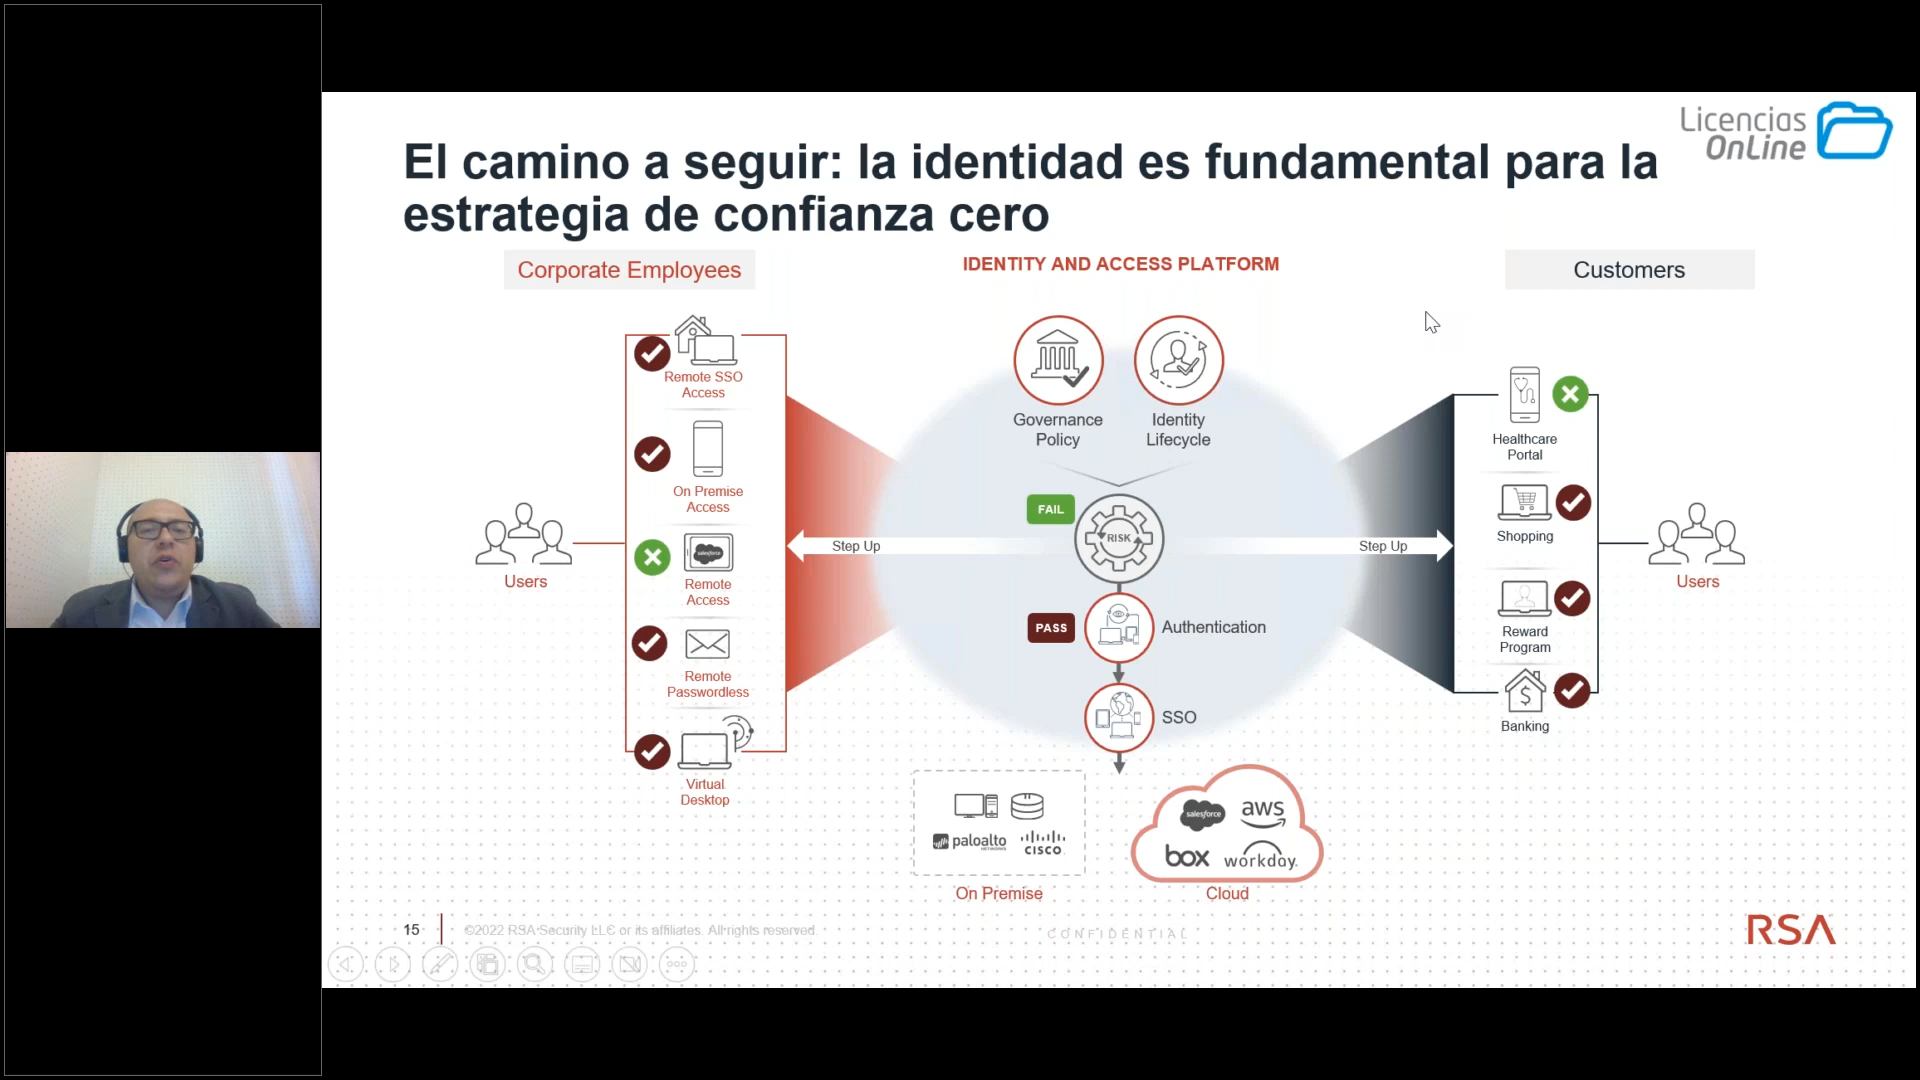 Licencias
OnLine
El camino a seguir: la identidad es fundamental para la
estrategia de confianza cero
Corporate Employees
IDENTITY AND ACCESS PLATFORM
Customers
Remote SSO
Access
On Premise
Access
salesforce
Remote
Access
Remote
Passwordless
Virtual
Desktop
Users
Governance
Policy
Identity
Lifecycle
FAIL
RISK
Step Up
Step Up
PASS
Authentication
SSO
Healthcare
Portal
Shopping
Reward
Program
$
Banking
Users
paloalto
NETWORKS
CISCO
On Premise
salesforce
aws
box
workday.
Cloud
15
©2022 RSA Security LLC or its affiliates. All rights reserved.
CONFIDENTIAL
RSA